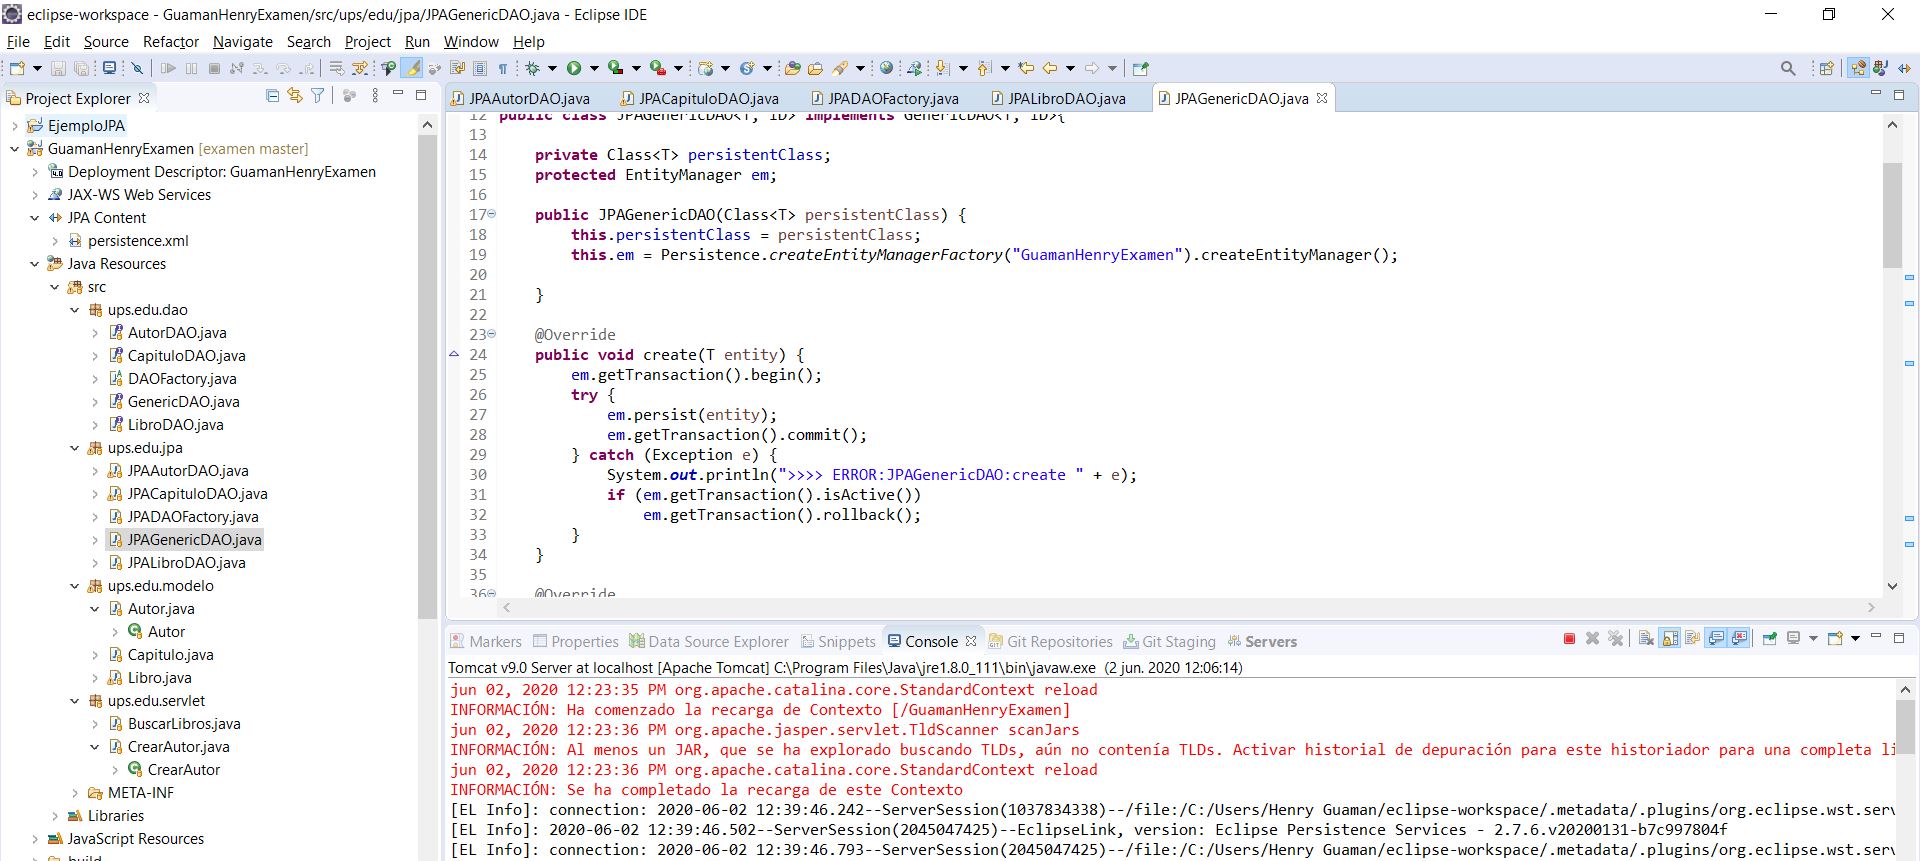 eclipse-workspace - GuamanHenryExamen/src/ups/edu/jpa/JPAGenericDAO.java - Eclipse IDE
File Edit Source Refactor Navigate Search Project Run Window Help
Project Explorer
EjemploJPA
GuamanHenryExamen [examen master]
Deployment Descriptor: GuamanHenryExamen
JAX-WS Web Services
JPA Content
persistence.xml
Java Resources
src
ups.edu.dao
AutorDAO.java
CapituloDAO.java
DAOFactory.java
GenericDAO.java
LibroDAO.java
ups.edu.jpa
JPAAutorDAO.java
JPACapituloDAO.java
JPADAOFactory.java
JPAGenericDAO.java
JPALibroDAO.java
ups.edu.modelo
Autor.java
Autor
Capitulo.java
Libro.java
ups.edu.servlet
BuscarLibros.java
CrearAutor.java
CrearAutor
META-INF
Libraries
JavaScript Resources
build
JPAAutorDAO.java JPACapituloDAO.java JPADAOFactory.java JPALibroDAO.java JPAGenericDAO.java
12 public class JPAGenericDAO<T, ID> implements GenericDAO<T, ID>{
13
14 private Class<T> persistentClass;
15 protected EntityManager em;
16
17 public JPAGenericDAO(Class<T> persistentClass) {
18 this.persistentClass = persistentClass;
19 this.em = Persistence.createEntityManagerFactory("GuamanHenryExamen").createEntityManager();
20
21 }
22
23 @Override
24 public void create(T entity) {
25 em.getTransaction().begin();
26 try {
27 em.persist(entity);
28 em.getTransaction().commit();
29 } catch (Exception e) {
30 System.out.println(">>>> ERROR:JPAGenericDAO:create " + e);
31 if (em.getTransaction().isActive())
32 em.getTransaction().rollback();
33 }
34 }
35
36 @Override
Markers Properties Data Source Explorer Snippets Console Git Repositories Git Staging Servers
Tomcat v9.0 Server at localhost [Apache Tomcat] C:\Program Files\Java\jre1.8.0_111\bin\javaw.exe (2 jun. 2020 12:06:14)
jun 02, 2020 12:23:35 PM org.apache.catalina.core.StandardContext reload
INFORMACIÓN: Ha comenzado la recarga de Contexto [/GuamanHenryExamen]
jun 02, 2020 12:23:36 PM org.apache.jasper.servlet.TldScanner scanJars
INFORMACIÓN: Al menos un JAR, que se ha explorado buscando TLDs, aún no contenía TLDs. Activar historial de depuración para este historiador para una completa li
jun 02, 2020 12:23:36 PM org.apache.catalina.core.StandardContext reload
INFORMACIÓN: Se ha completado la recarga de este Contexto
[EL Info]: connection: 2020-06-02 12:39:46.242--ServerSession(1037834338)--/file:/C:/Users/Henry Guaman/eclipse-workspace/.metadata/.plugins/org.eclipse.wst.serv
[EL Info]: 2020-06-02 12:39:46.502--ServerSession(2045047425)--EclipseLink, version: Eclipse Persistence Services - 2.7.6.v20200131-b7c997804f
[EL Info]: connection: 2020-06-02 12:39:46.793--ServerSession(2045047425)--/file:/C:/Users/Henry Guaman/eclipse-workspace/.metadata/.plugins/org.eclipse.wst.serv